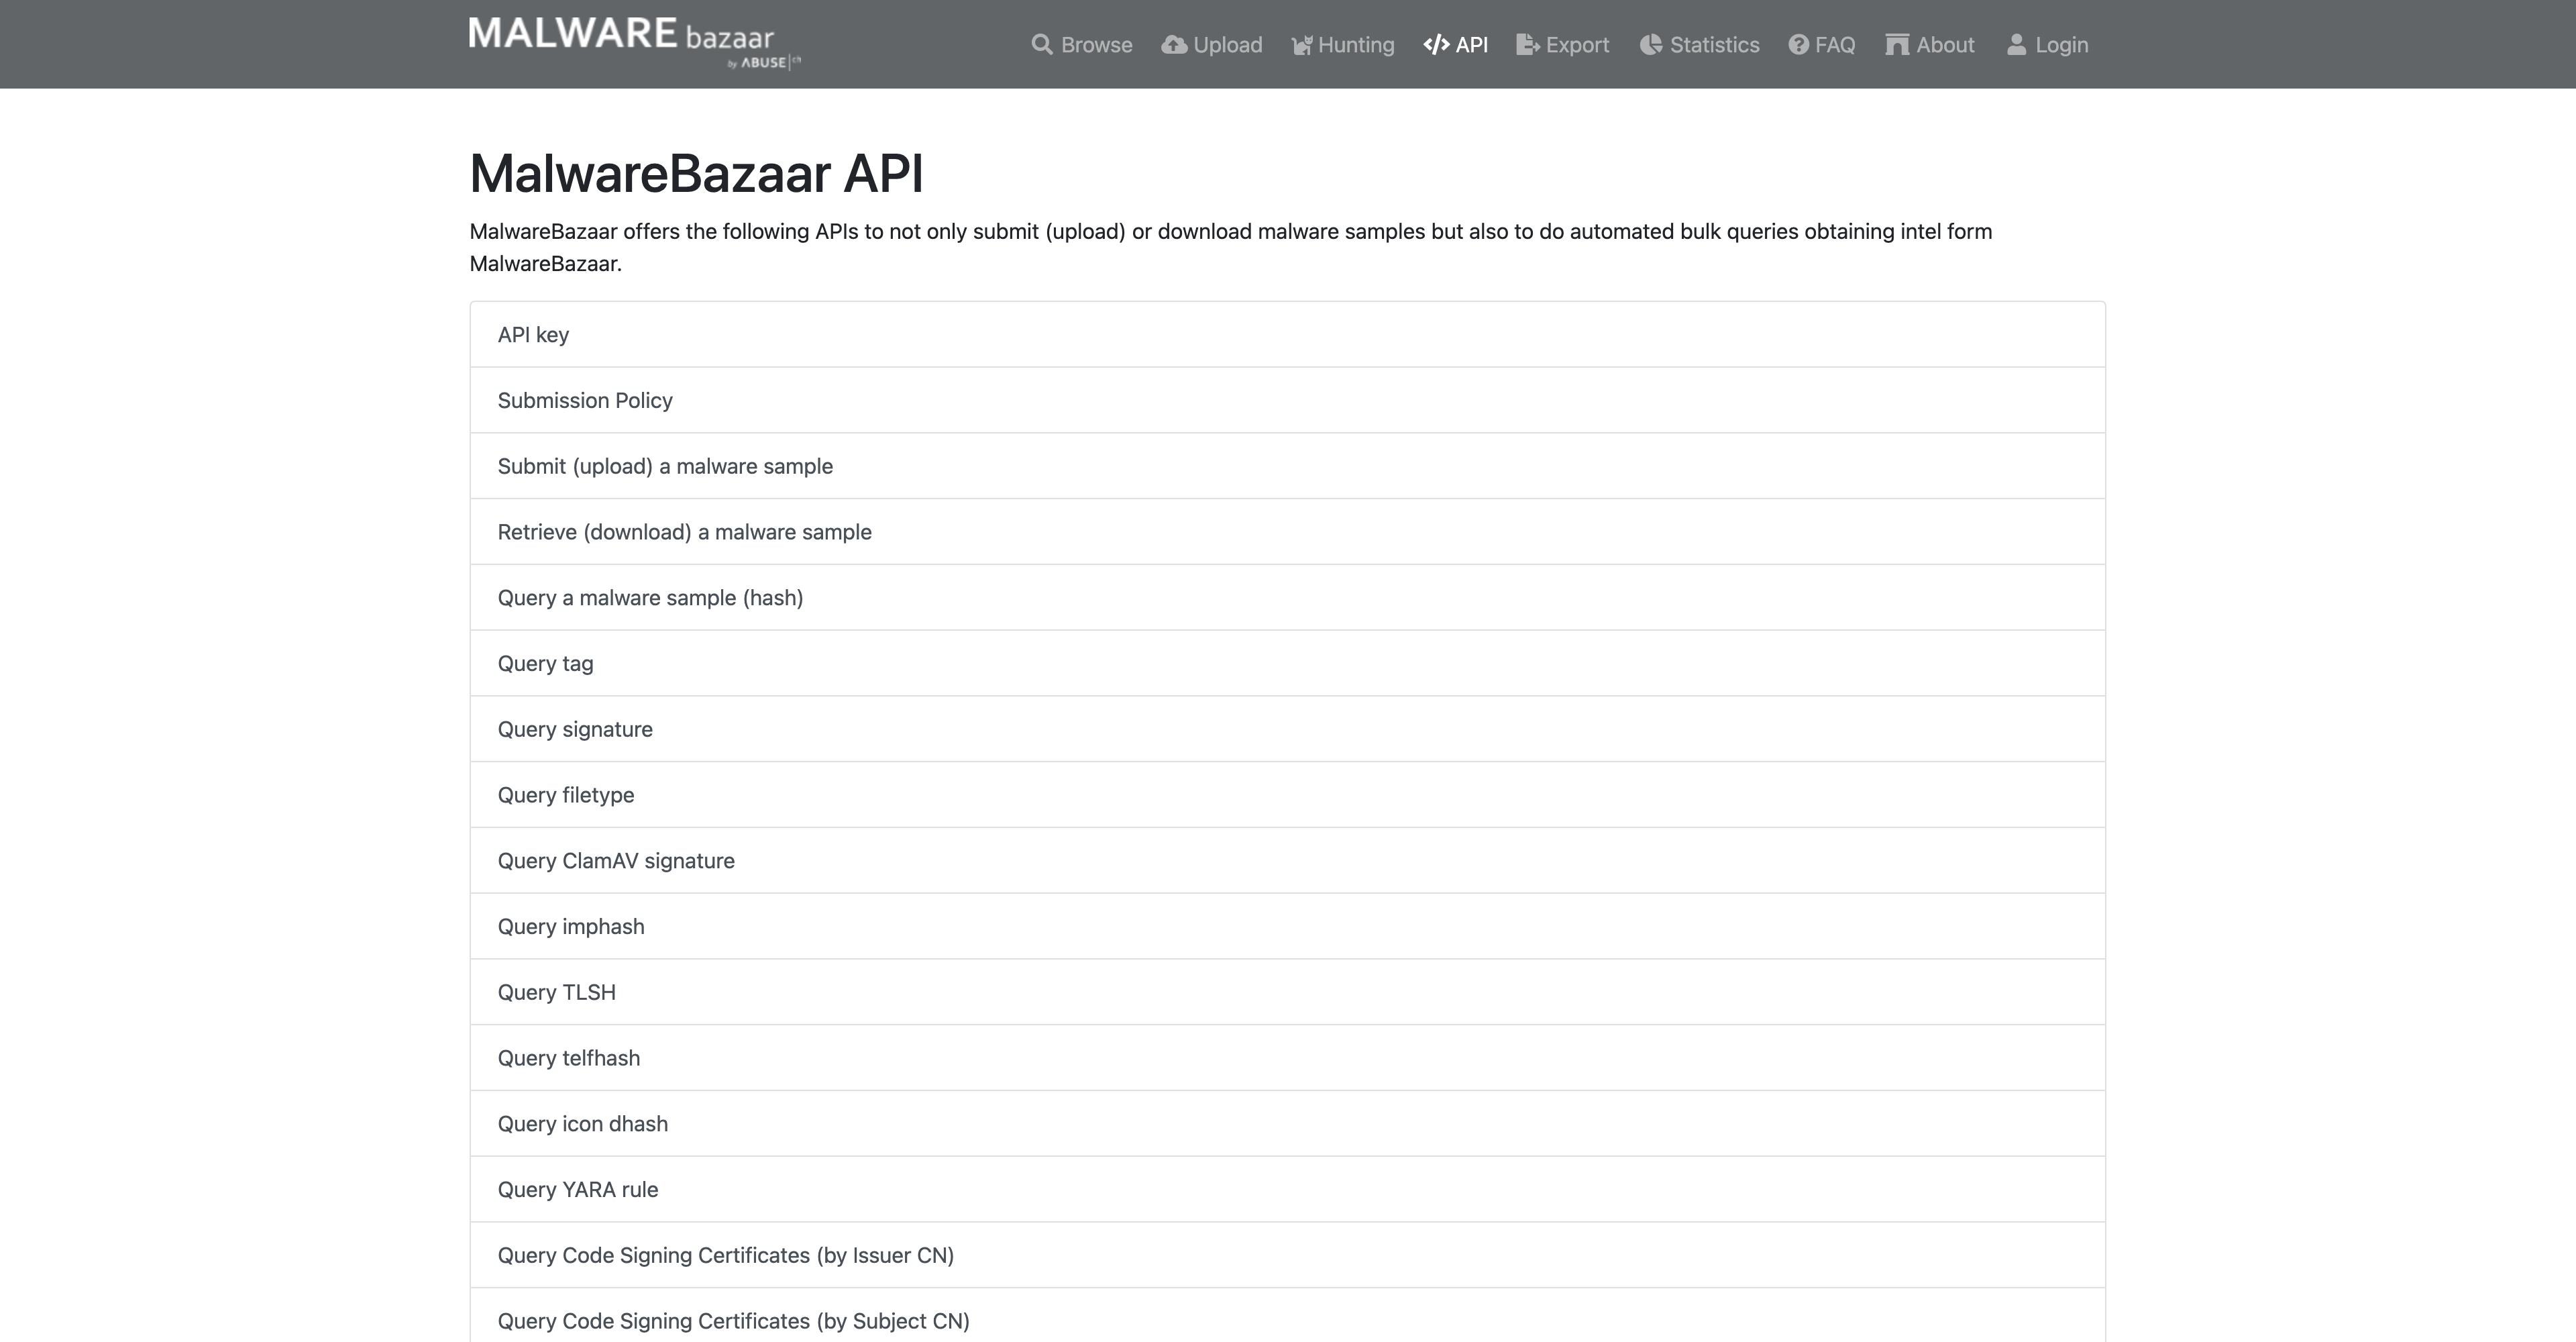 MALWARE bazaar
by ABUSE|ch
Browse Upload Hunting API Export Statistics FAQ About Login
MalwareBazaar API
MalwareBazaar offers the following APIs to not only submit (upload) or download malware samples but also to do automated bulk queries obtaining intel form
MalwareBazaar.
API key
Submission Policy
Submit (upload) a malware sample
Retrieve (download) a malware sample
Query a malware sample (hash)
Query tag
Query signature
Query filetype
Query ClamAV signature
Query imphash
Query TLSH
Query telfhash
Query icon dhash
Query YARA rule
Query Code Signing Certificates (by Issuer CN)
Query Code Signing Certificates (by Subject CN)